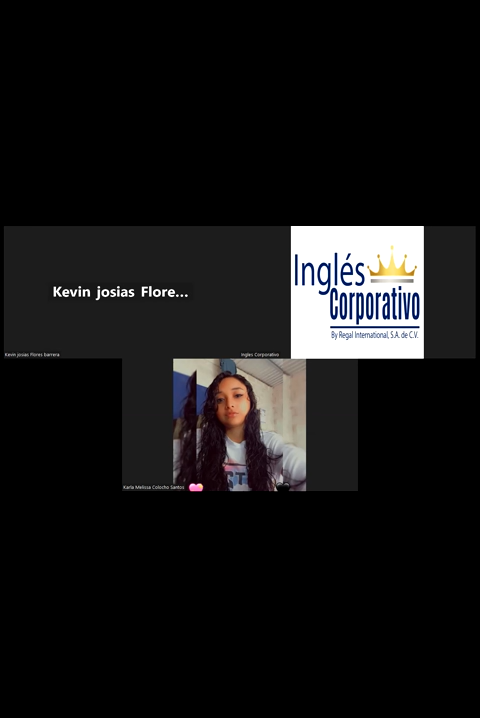 Kevin josias Flore...
Kevin josias Flores barrera
Inglés
Corporativo
By Regal International, S.A. de C.V.
Ingles Corporativo
Karla Melissa Colocho Santos